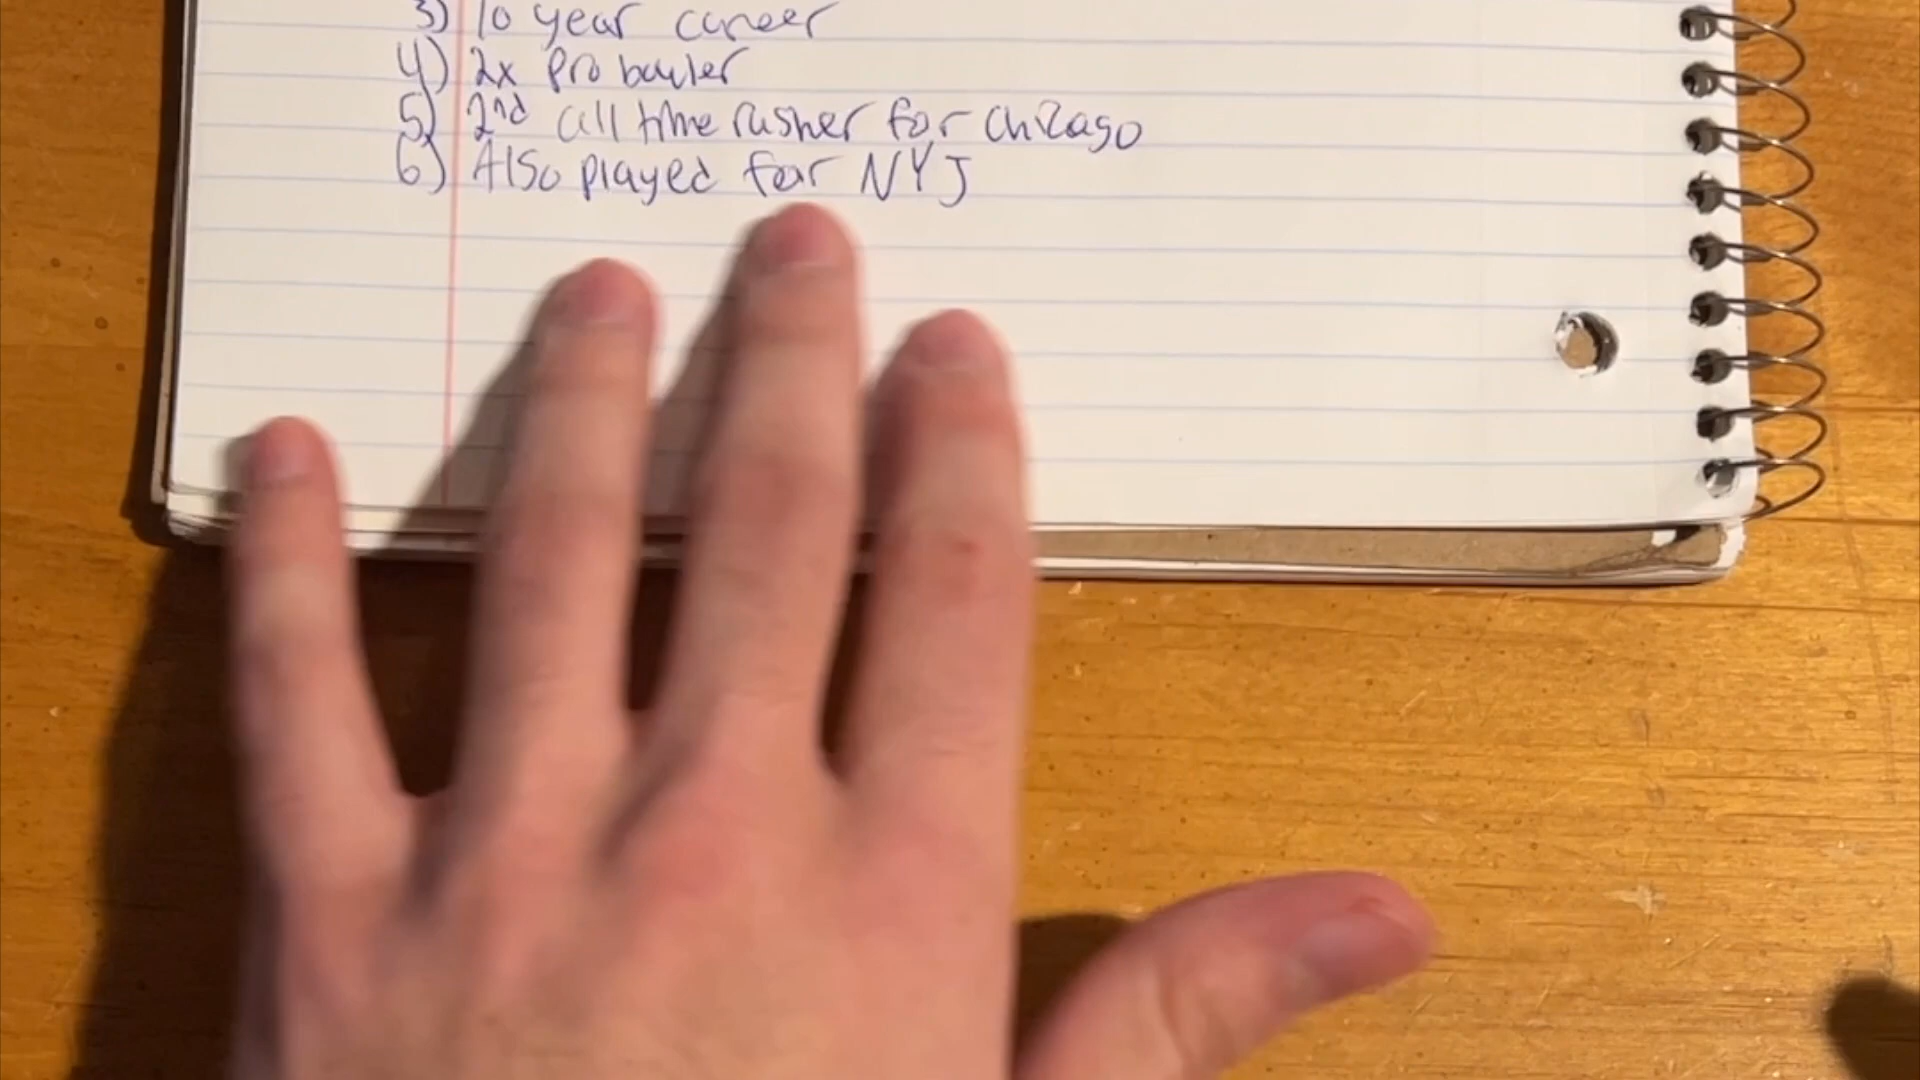 3) 10 year career
4) 2x Pro bowler
5) 2nd all time rusher for Chicago
6) Also played for NYJ